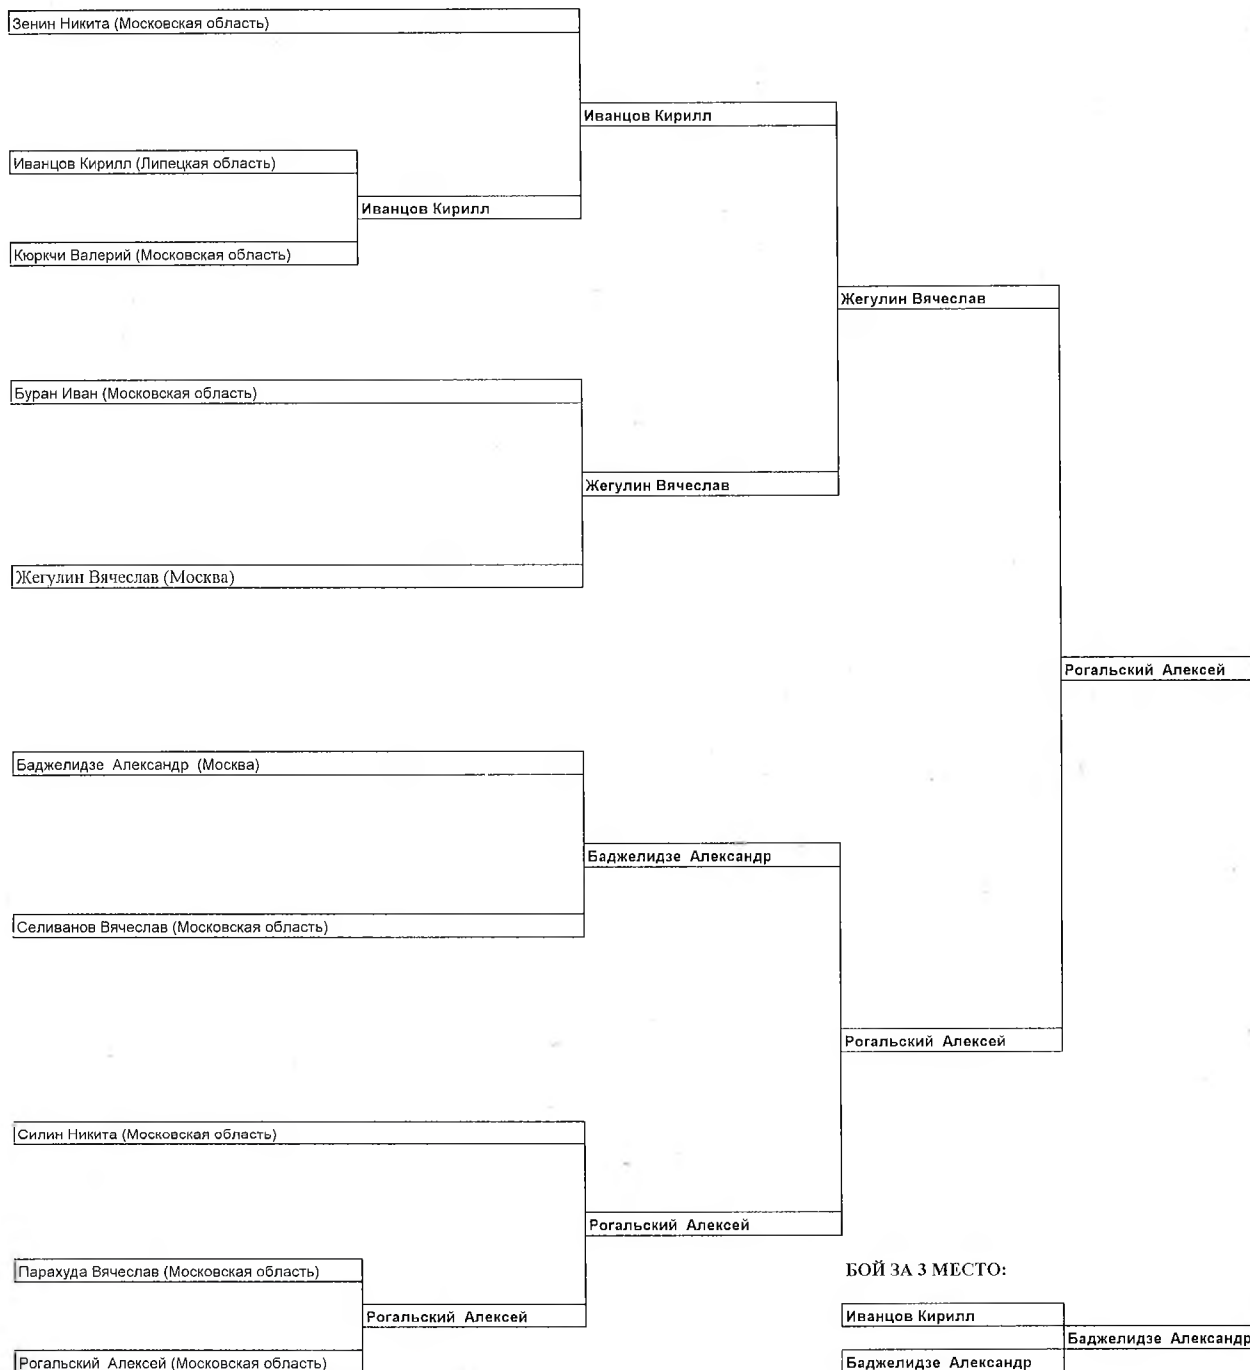 Зенин Никита (Московская область)
Иванцов Кирилл
Иванцов Кирилл (Липецкая область)
Иванцов Кирилл
Кюркчи Валерий (Московская область)
Жегулин Вячеслав
Буран Иван (Московская область)
Жегулин Вячеслав
Жегулин Вячеслав (Москва)
Рогальский Алексей
Баджелидзе Александр (Москва)
Баджелидзе Александр
Селиванов Вячеслав (Московская область)
Рогальский Алексей
Силин Никита (Московская область)
Рогальский Алексей
Парахуда Вячеслав (Московская область)
БОЙ ЗА 3 МЕСТО:
Рогальский Алексей
Иванцов Кирилл
Баджелидзе Александр
Рогальский Алексей (Московская область)
Баджелидзе Александр